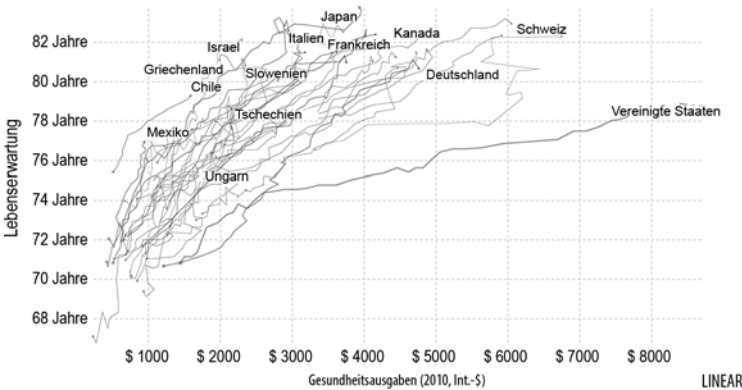 Japan
82 Jahre
Israel
Italien
Kanada
Schweiz
Frankreich
Griechenland
Slowenien
80 Jahre
Chile
Deutschland
78 Jahre
Tschechien
Vereinigte Staaten
Mexiko
76 Jahre
Ungarn
74 Jahre
72 Jahre
70 Jahre
68 Jahre
Lebenserwartung
$ 1000
$ 2000
$ 3000
$ 4000
$ 5000
$ 6000
$ 7000
$ 8000
Gesundheitsausgaben (2010, Int.-$)
LINEAR